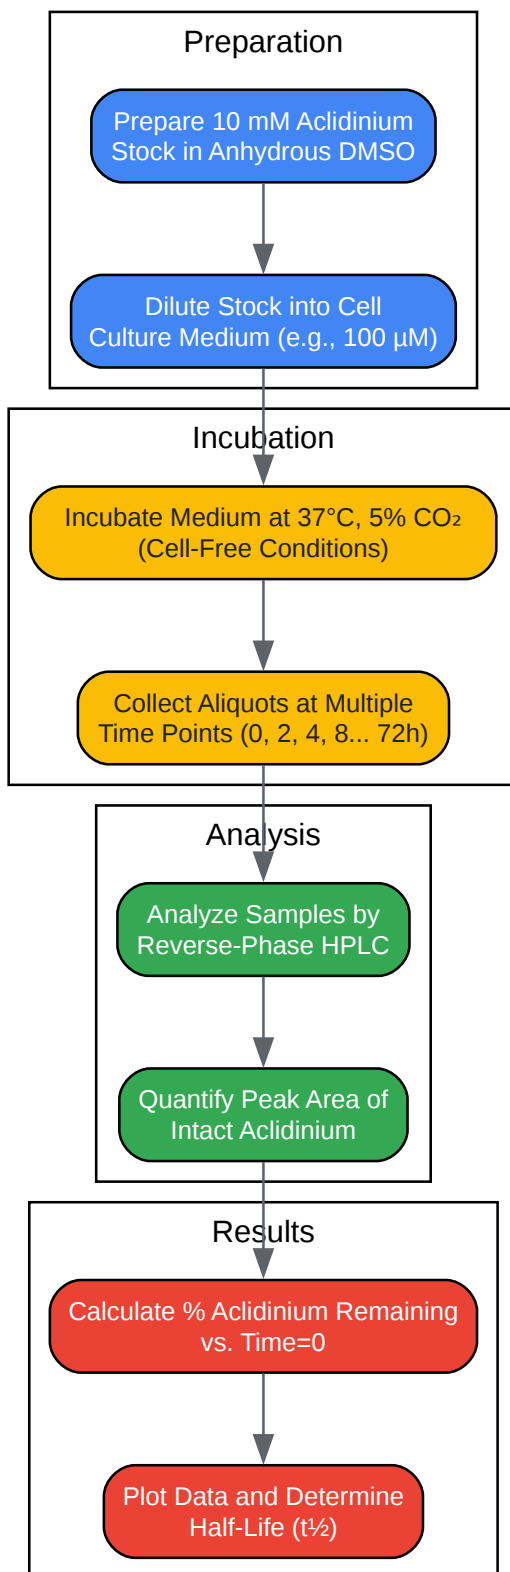 Preparation
Prepare 10 mM Aclidinium
Stock in Anhydrous DMSO
Dilute Stock into Cell
Culture Medium (e.g., 100 µM)
Incubation
Incubate Medium at 37°C, 5% CO₂
(Cell-Free Conditions)
Collect Aliquots at Multiple
Time Points (0, 2, 4, 8... 72h)
Analysis
Analyze Samples by
Reverse-Phase HPLC
Quantify Peak Area of
Intact Aclidinium
Results
Calculate % Aclidinium Remaining
vs. Time=0
Plot Data and Determine
Half-Life (t½)